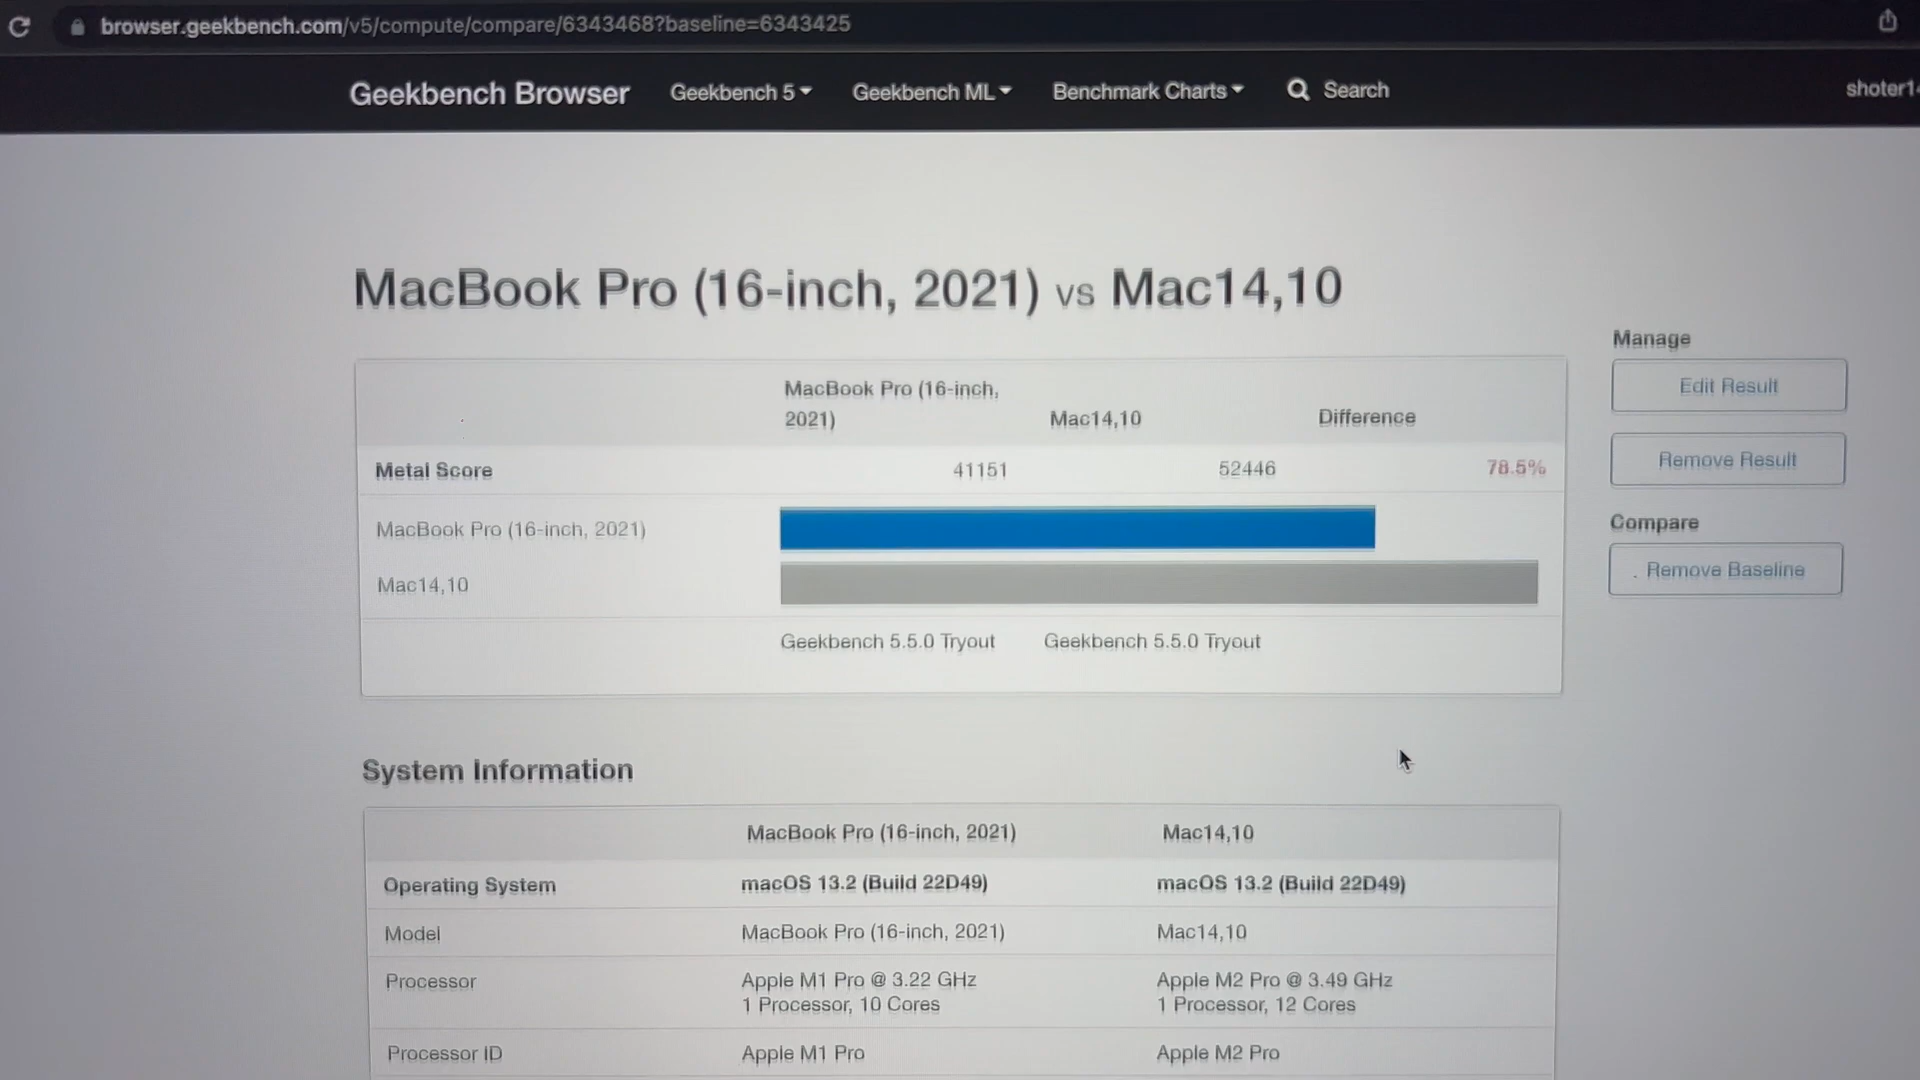 browser.geekbench.com/v5/compute/compare/6343468?baseline=6343425
Geekbench Browser
Geekbench 5
Geekbench ML
Benchmark Charts
Search
shoter14
MacBook Pro (16-inch, 2021) vs Mac14,10
Manage
Edit Result
Remove Result
Compare
Remove Baseline
MacBook Pro (16-inch, 2021)
Mac14,10
Difference
Metal Score 41151 52446 78.5%
MacBook Pro (16-inch, 2021)
Mac14,10
Geekbench 5.5.0 Tryout Geekbench 5.5.0 Tryout
System Information
MacBook Pro (16-inch, 2021) Mac14,10
Operating System macOS 13.2 (Build 22D49) macOS 13.2 (Build 22D49)
Model MacBook Pro (16-inch, 2021) Mac14,10
Processor Apple M1 Pro @ 3.22 GHz Apple M2 Pro @ 3.49 GHz
1 Processor, 10 Cores 1 Processor, 12 Cores
Processor ID Apple M1 Pro Apple M2 Pro